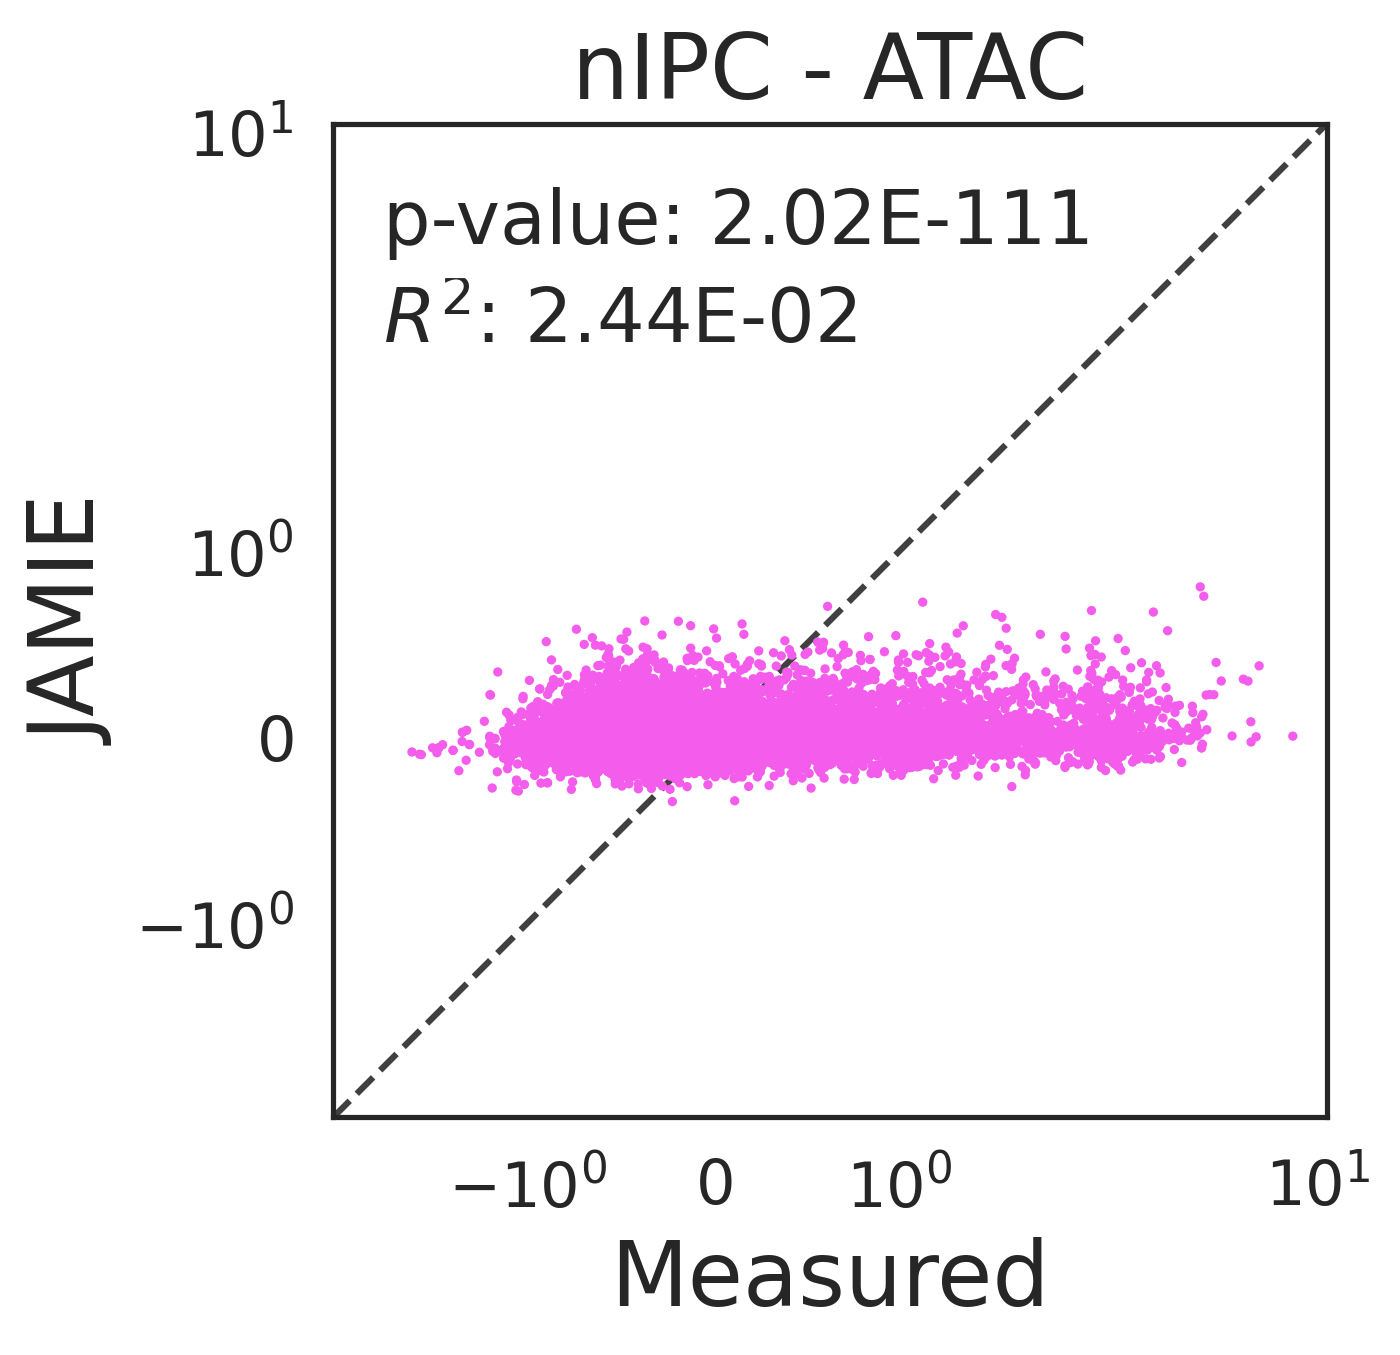 nIPC - ATAC
10¹
p-value: 2.02E-111
R²: 2.44E-02
10⁰
JAMIE
0
−10⁰
−10⁰ 0 10⁰ 10¹
Measured